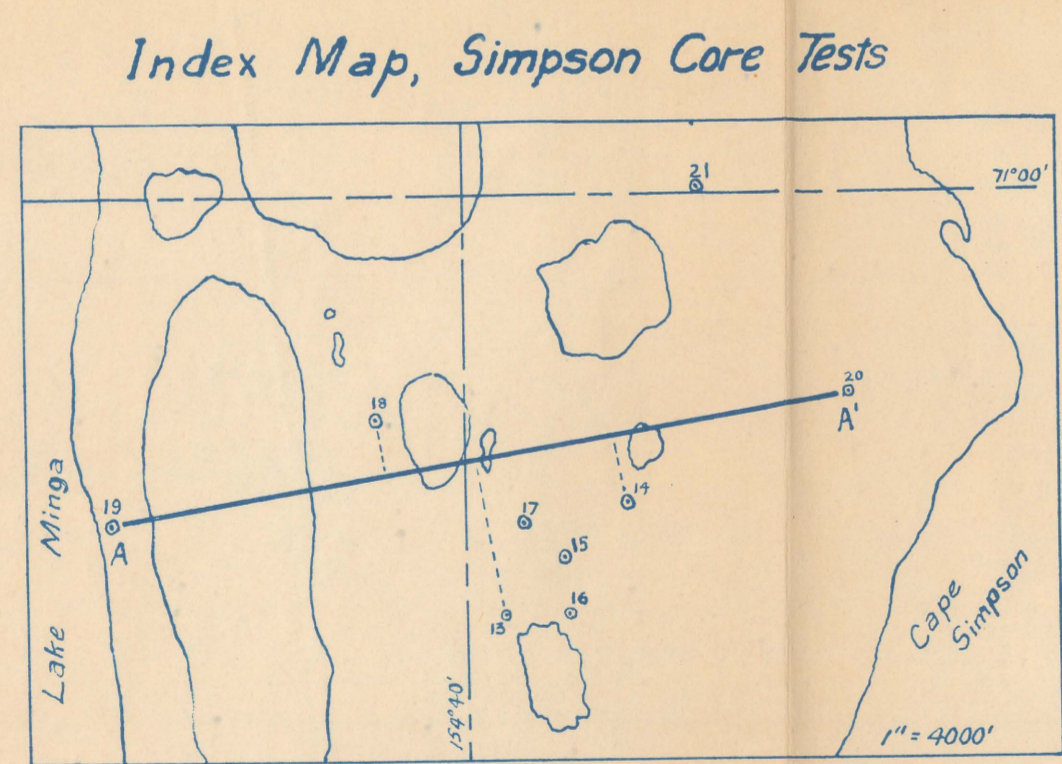 Index Map, Simpson Core Tests
21
71°00'
20
A'
18
14
19
A
17
15
16
13
Lake Minga
Cape
Simpson
154°40'
1" = 4000'